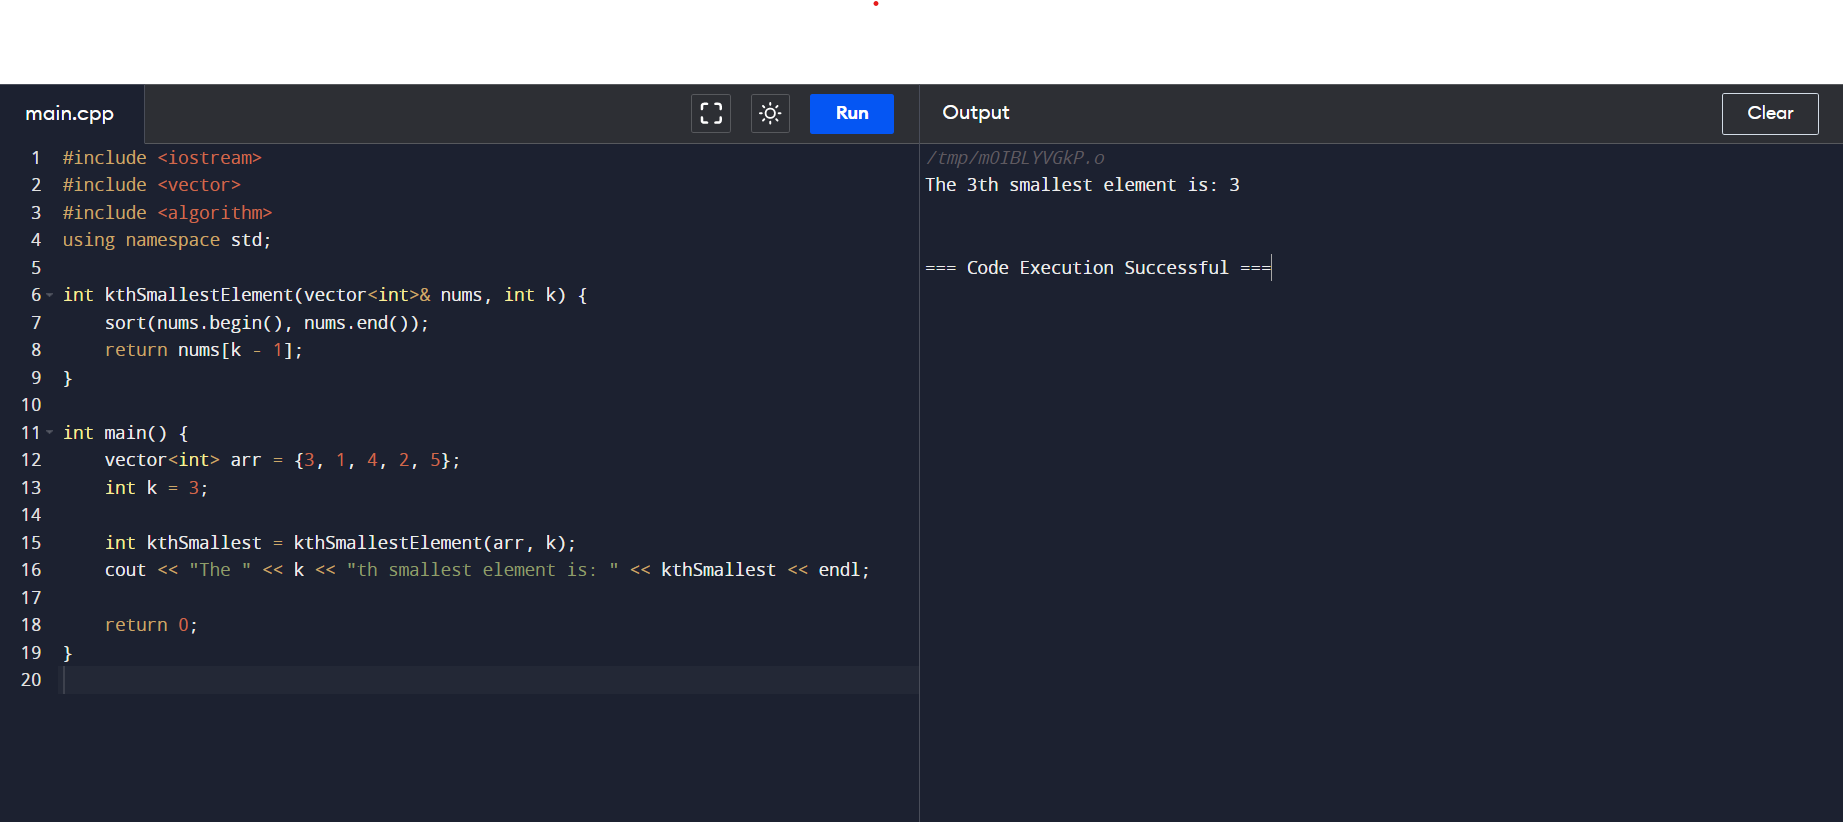 main.cpp
Run
Output
Clear
1 #include <iostream>
2 #include <vector>
3 #include <algorithm>
4 using namespace std;
5
6 int kthSmallestElement(vector<int>& nums, int k) {
7     sort(nums.begin(), nums.end());
8     return nums[k - 1];
9 }
10
11 int main() {
12     vector<int> arr = {3, 1, 4, 2, 5};
13     int k = 3;
14
15     int kthSmallest = kthSmallestElement(arr, k);
16     cout << "The " << k << "th smallest element is: " << kthSmallest << endl;
17
18     return 0;
19 }
20
/tmp/mOIBLYVGkP.o
The 3th smallest element is: 3
=== Code Execution Successful ===